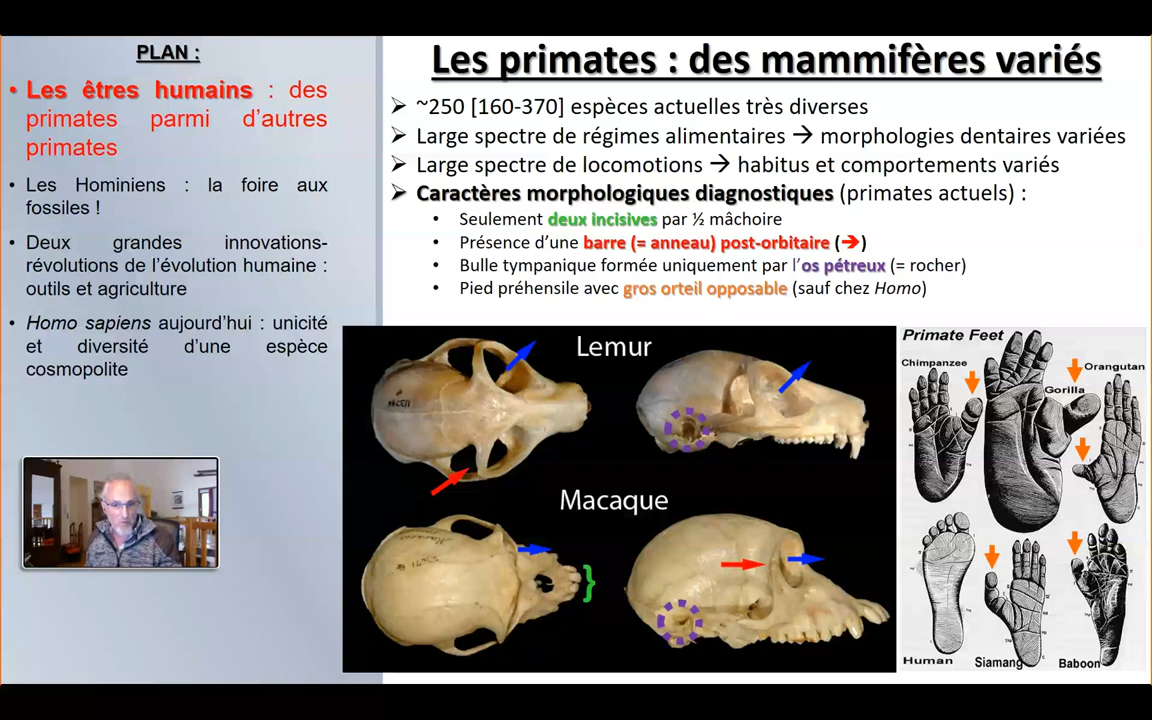 PLAN :
• Les êtres humains : des
primates parmi d'autres
primates
• Les Hominiens : la foire aux
fossiles !
• Deux grandes innovations-
révolutions de l'évolution humaine :
outils et agriculture
• Homo sapiens aujourd'hui : unicité
et diversité d'une espèce
cosmopolite
Les primates : des mammifères variés
➢ ~250 [160-370] espèces actuelles très diverses
➢ Large spectre de régimes alimentaires → morphologies dentaires variées
➢ Large spectre de locomotions → habitus et comportements variés
➢ Caractères morphologiques diagnostiques (primates actuels) :
• Seulement deux incisives par ½ mâchoire
• Présence d'une barre (= anneau) post-orbitaire (➔)
• Bulle tympanique formée uniquement par l'os pétreux (= rocher)
• Pied préhensile avec gros orteil opposable (sauf chez Homo)
Lemur
Macaque
}
Primate Feet
Chimpanzee
Gorilla
Orangutan
Human
Siamang
Baboon